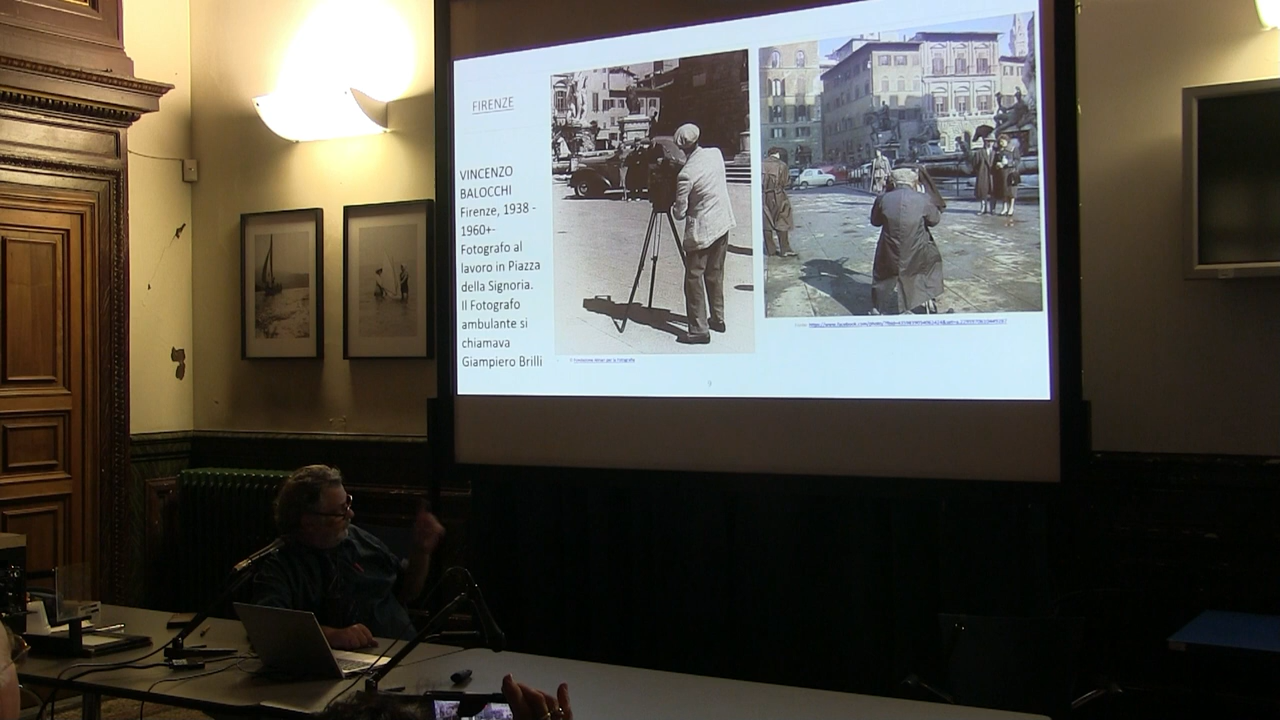 FIRENZE
VINCENZO
BALOCCHI
Firenze, 1938 -
1960+-
Fotografo al
lavoro in Piazza
della Signoria.
Il Fotografo
ambulante si
chiamava
Giampiero Brilli
9